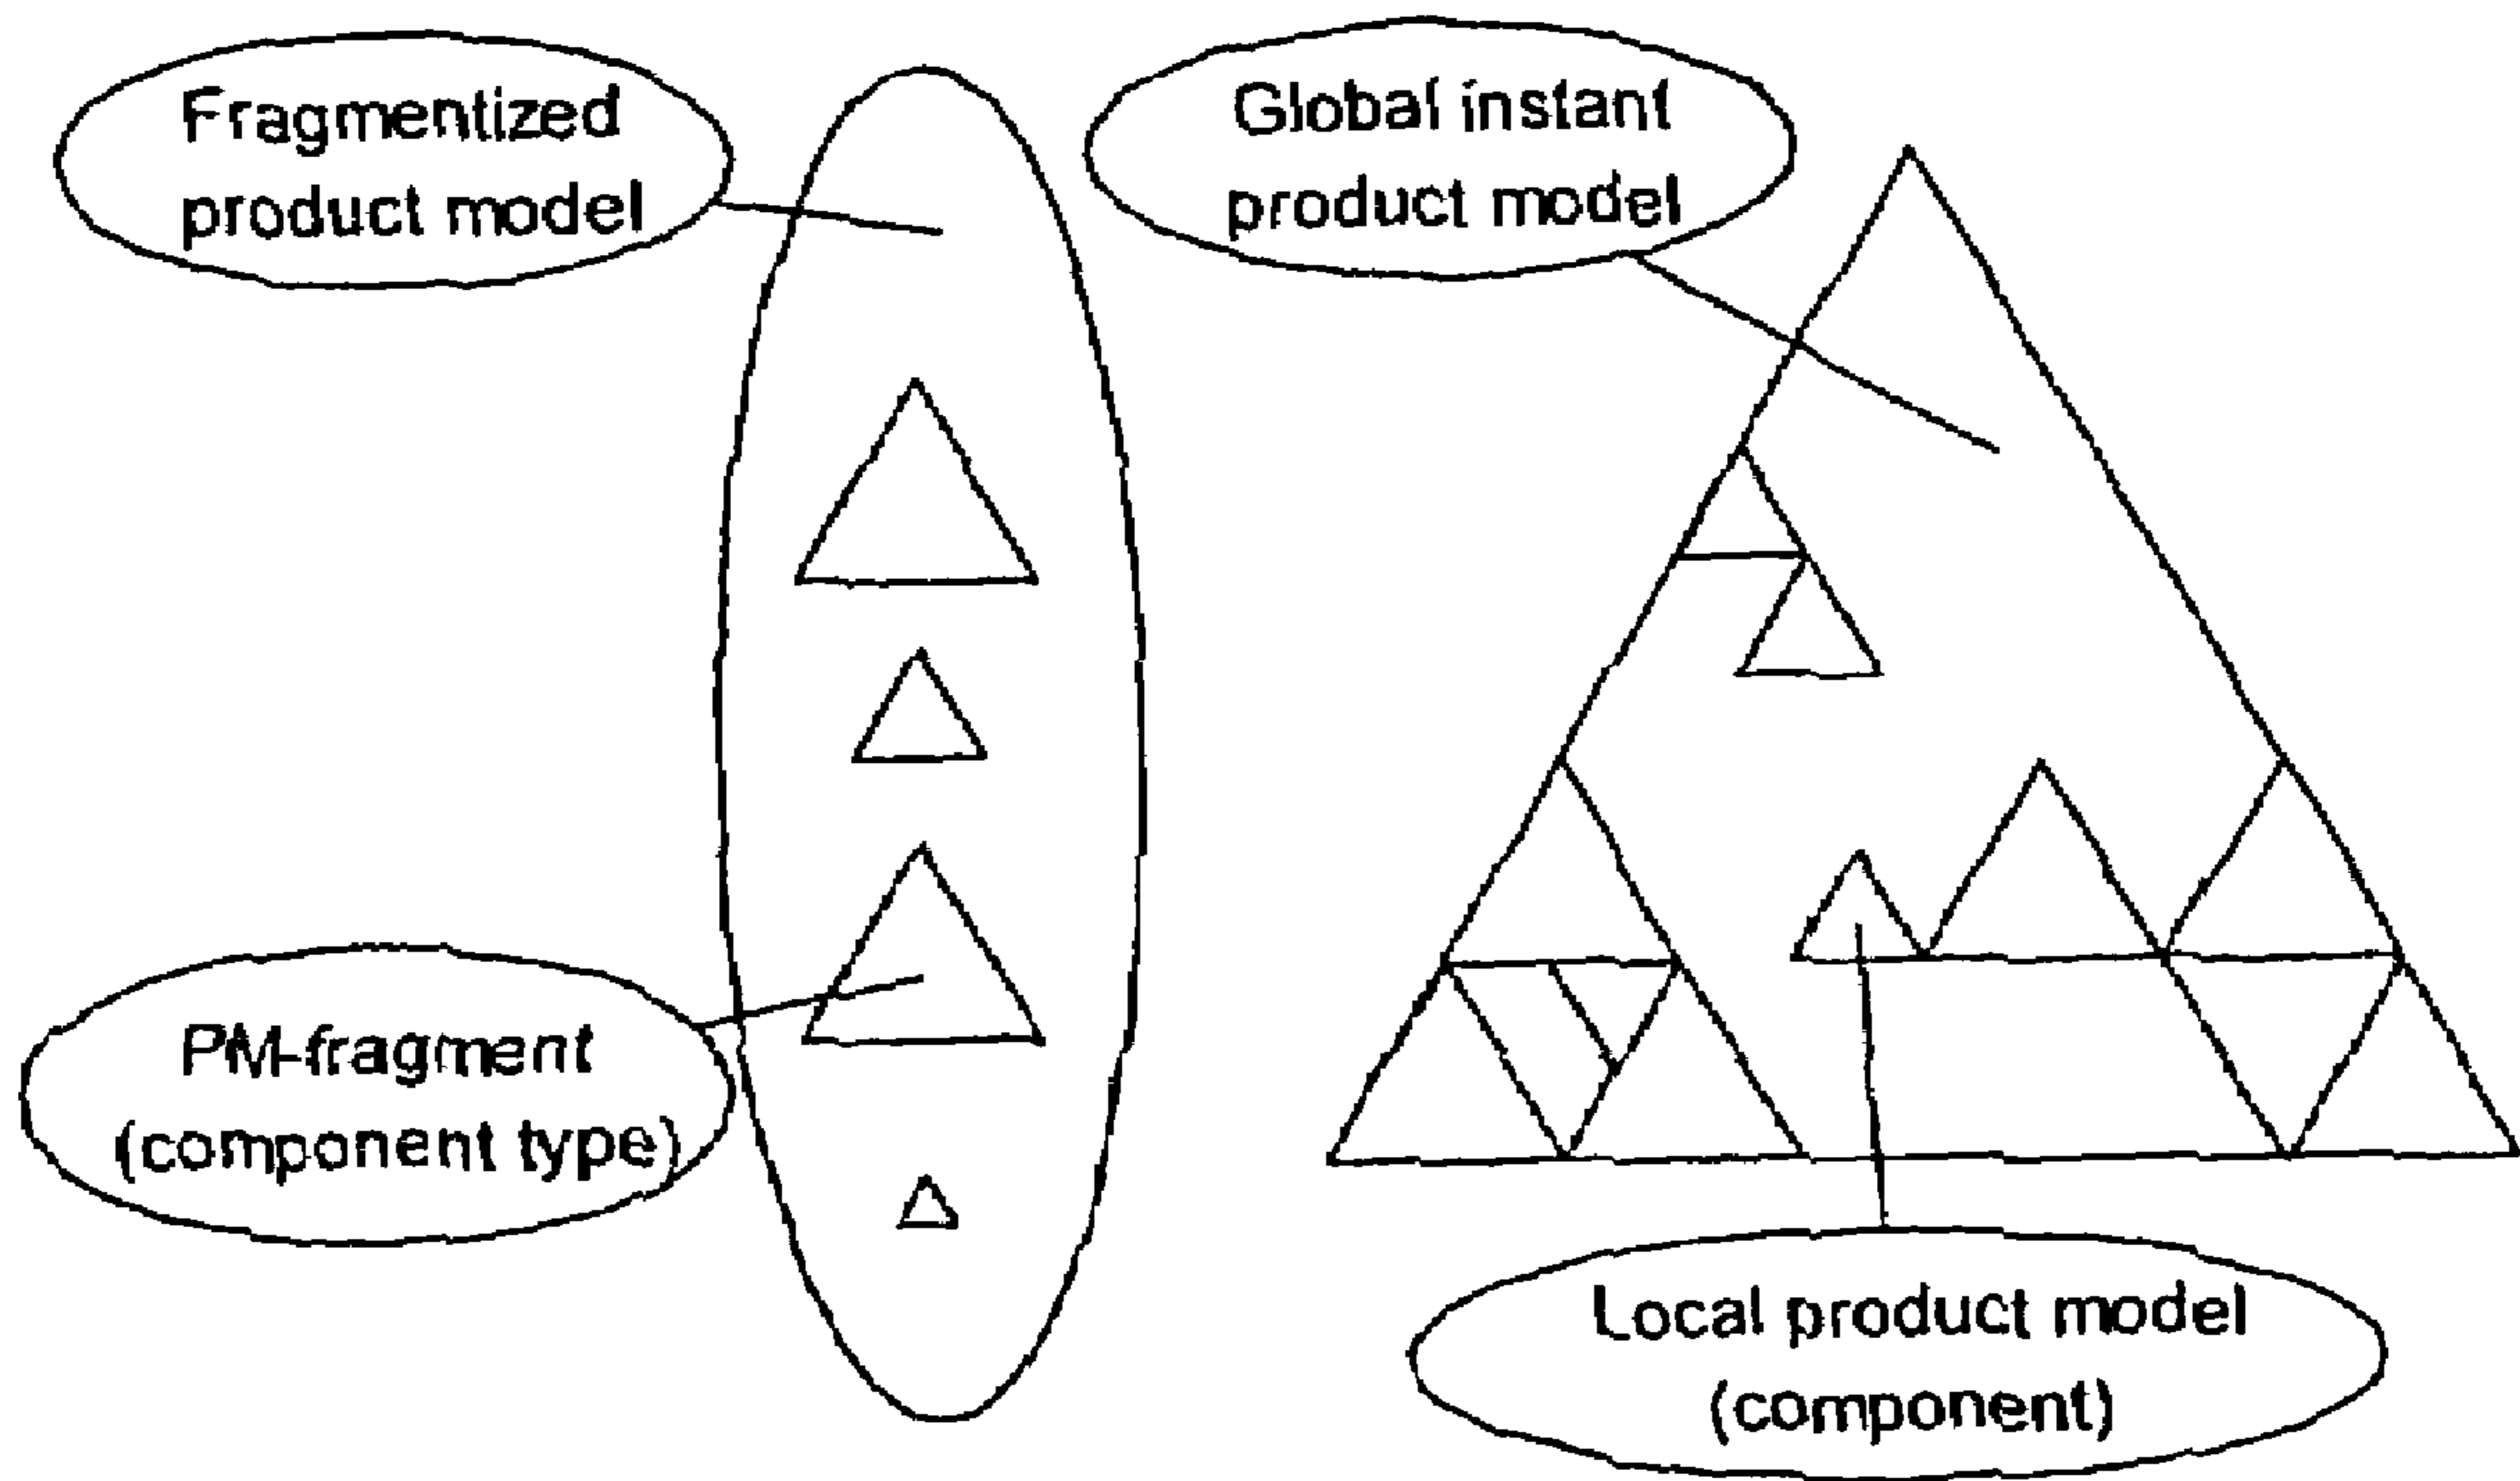 Fragmentized
product model
Global instant
product model
PM-fragment
(component type)
Local product model
(component)